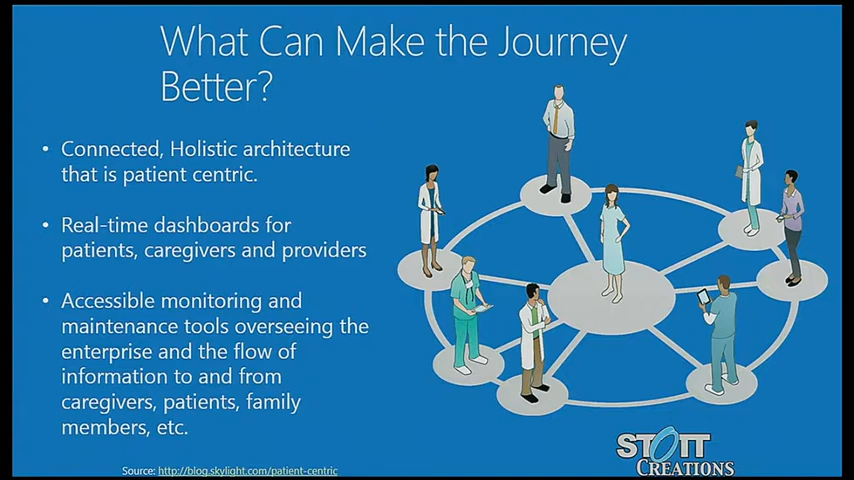 What Can Make the Journey
Better?
• Connected, Holistic architecture
that is patient centric.
• Real-time dashboards for
patients, caregivers and providers
• Accessible monitoring and
maintenance tools overseeing the
enterprise and the flow of
information to and from
caregivers, patients, family
members, etc.
Source: http://blog.skylight.com/patient-centric
STOTT
CREATIONS